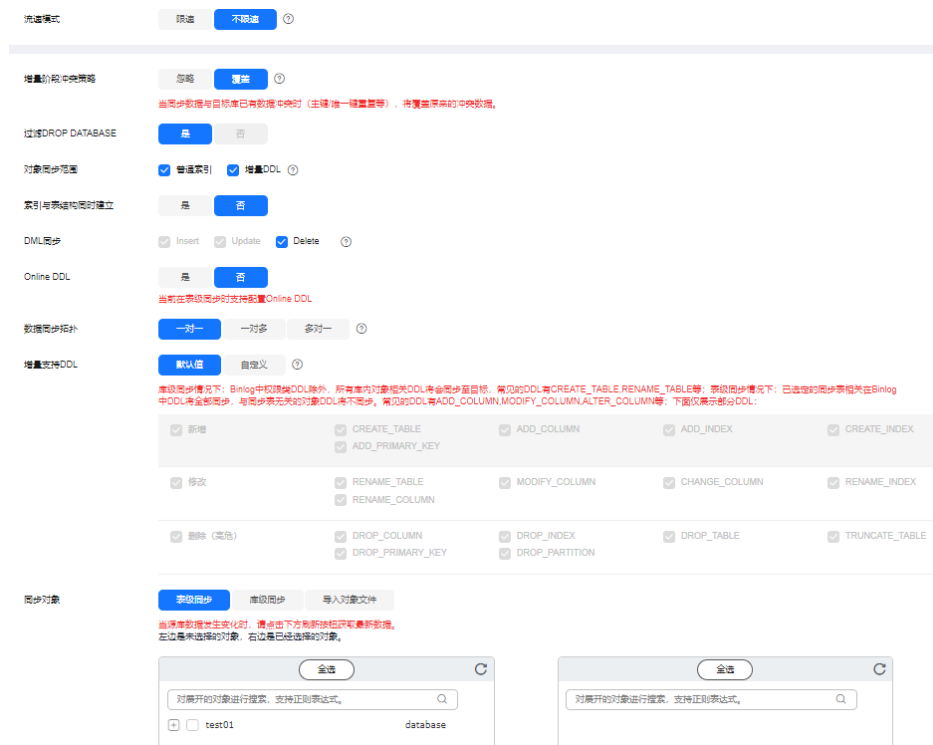 流速模式 限速 不限速
增量阶段冲突策略 忽略 覆盖
当同步数据与目标库已有数据冲突时（主键/唯一键重复等），将覆盖原来的冲突数据。
过滤DROP DATABASE 是 否
对象同步范围 普通索引 增量DDL
索引与表结构同时建立 是 否
DML同步 Insert Update Delete
Online DDL 是 否
当前在表级同步时支持配置Online DDL
数据同步拓扑 一对一 一对多 多对一
增量支持DDL 默认值 自定义
库级同步情况下：Binlog中权限类DDL除外，所有库内对象相关DDL将会同步至目标，常见的DDL有CREATE_TABLE,RENAME_TABLE等；表级同步情况下：已选定的同步表相关在Binlog
中DDL将全部同步，与同步表无关的对象DDL将不同步。常见的DDL有ADD_COLUMN,MODIFY_COLUMN,ALTER_COLUMN等；下面仅展示部分DDL：
新增 CREATE_TABLE ADD_COLUMN ADD_INDEX CREATE_INDEX
ADD_PRIMARY_KEY
修改 RENAME_TABLE MODIFY_COLUMN CHANGE_COLUMN RENAME_INDEX
RENAME_COLUMN
删除（高危） DROP_COLUMN DROP_INDEX DROP_TABLE TRUNCATE_TABLE
DROP_PRIMARY_KEY DROP_PARTITION
同步对象 表级同步 库级同步 导入对象文件
当源库数据发生变化时，请点击下方刷新按钮获取最新数据。
左边是未选择的对象，右边是已经选择的对象。
全选 全选
对展开的对象进行搜索，支持正则表达式。 对展开的对象进行搜索，支持正则表达式。
test01 database